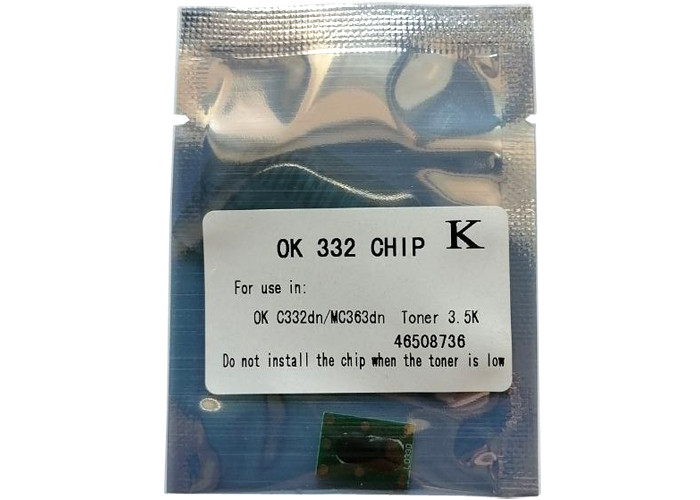 OK 332 CHIP K
For use in:
OK C332dn/MC363dn Toner 3.5K
46508736
Do not install the chip when the toner is low